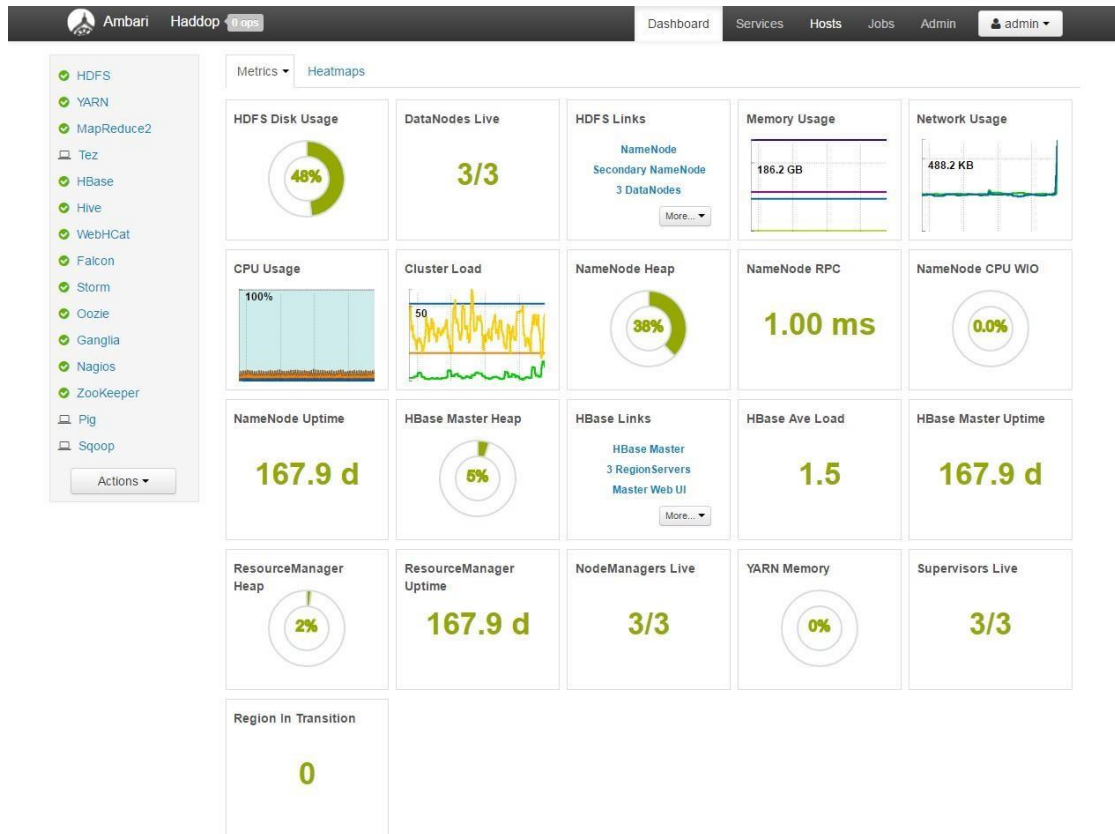 Ambari Haddop 0 ops Dashboard Services Hosts Jobs Admin admin
HDFS
YARN
MapReduce2
Tez
HBase
Hive
WebHCat
Falcon
Storm
Oozie
Ganglia
Nagios
ZooKeeper
Pig
Sqoop
Actions
Metrics Heatmaps
HDFS Disk Usage
48%
DataNodes Live
3/3
HDFS Links
NameNode
Secondary NameNode
3 DataNodes
More...
Memory Usage
186.2 GB
Network Usage
488.2 KB
CPU Usage
100%
Cluster Load
50
NameNode Heap
38%
NameNode RPC
1.00 ms
NameNode CPU WIO
0.0%
NameNode Uptime
167.9 d
HBase Master Heap
5%
HBase Links
HBase Master
3 RegionServers
Master Web UI
More...
HBase Ave Load
1.5
HBase Master Uptime
167.9 d
ResourceManager
Heap
2%
ResourceManager
Uptime
167.9 d
NodeManagers Live
3/3
YARN Memory
0%
Supervisors Live
3/3
Region In Transition
0